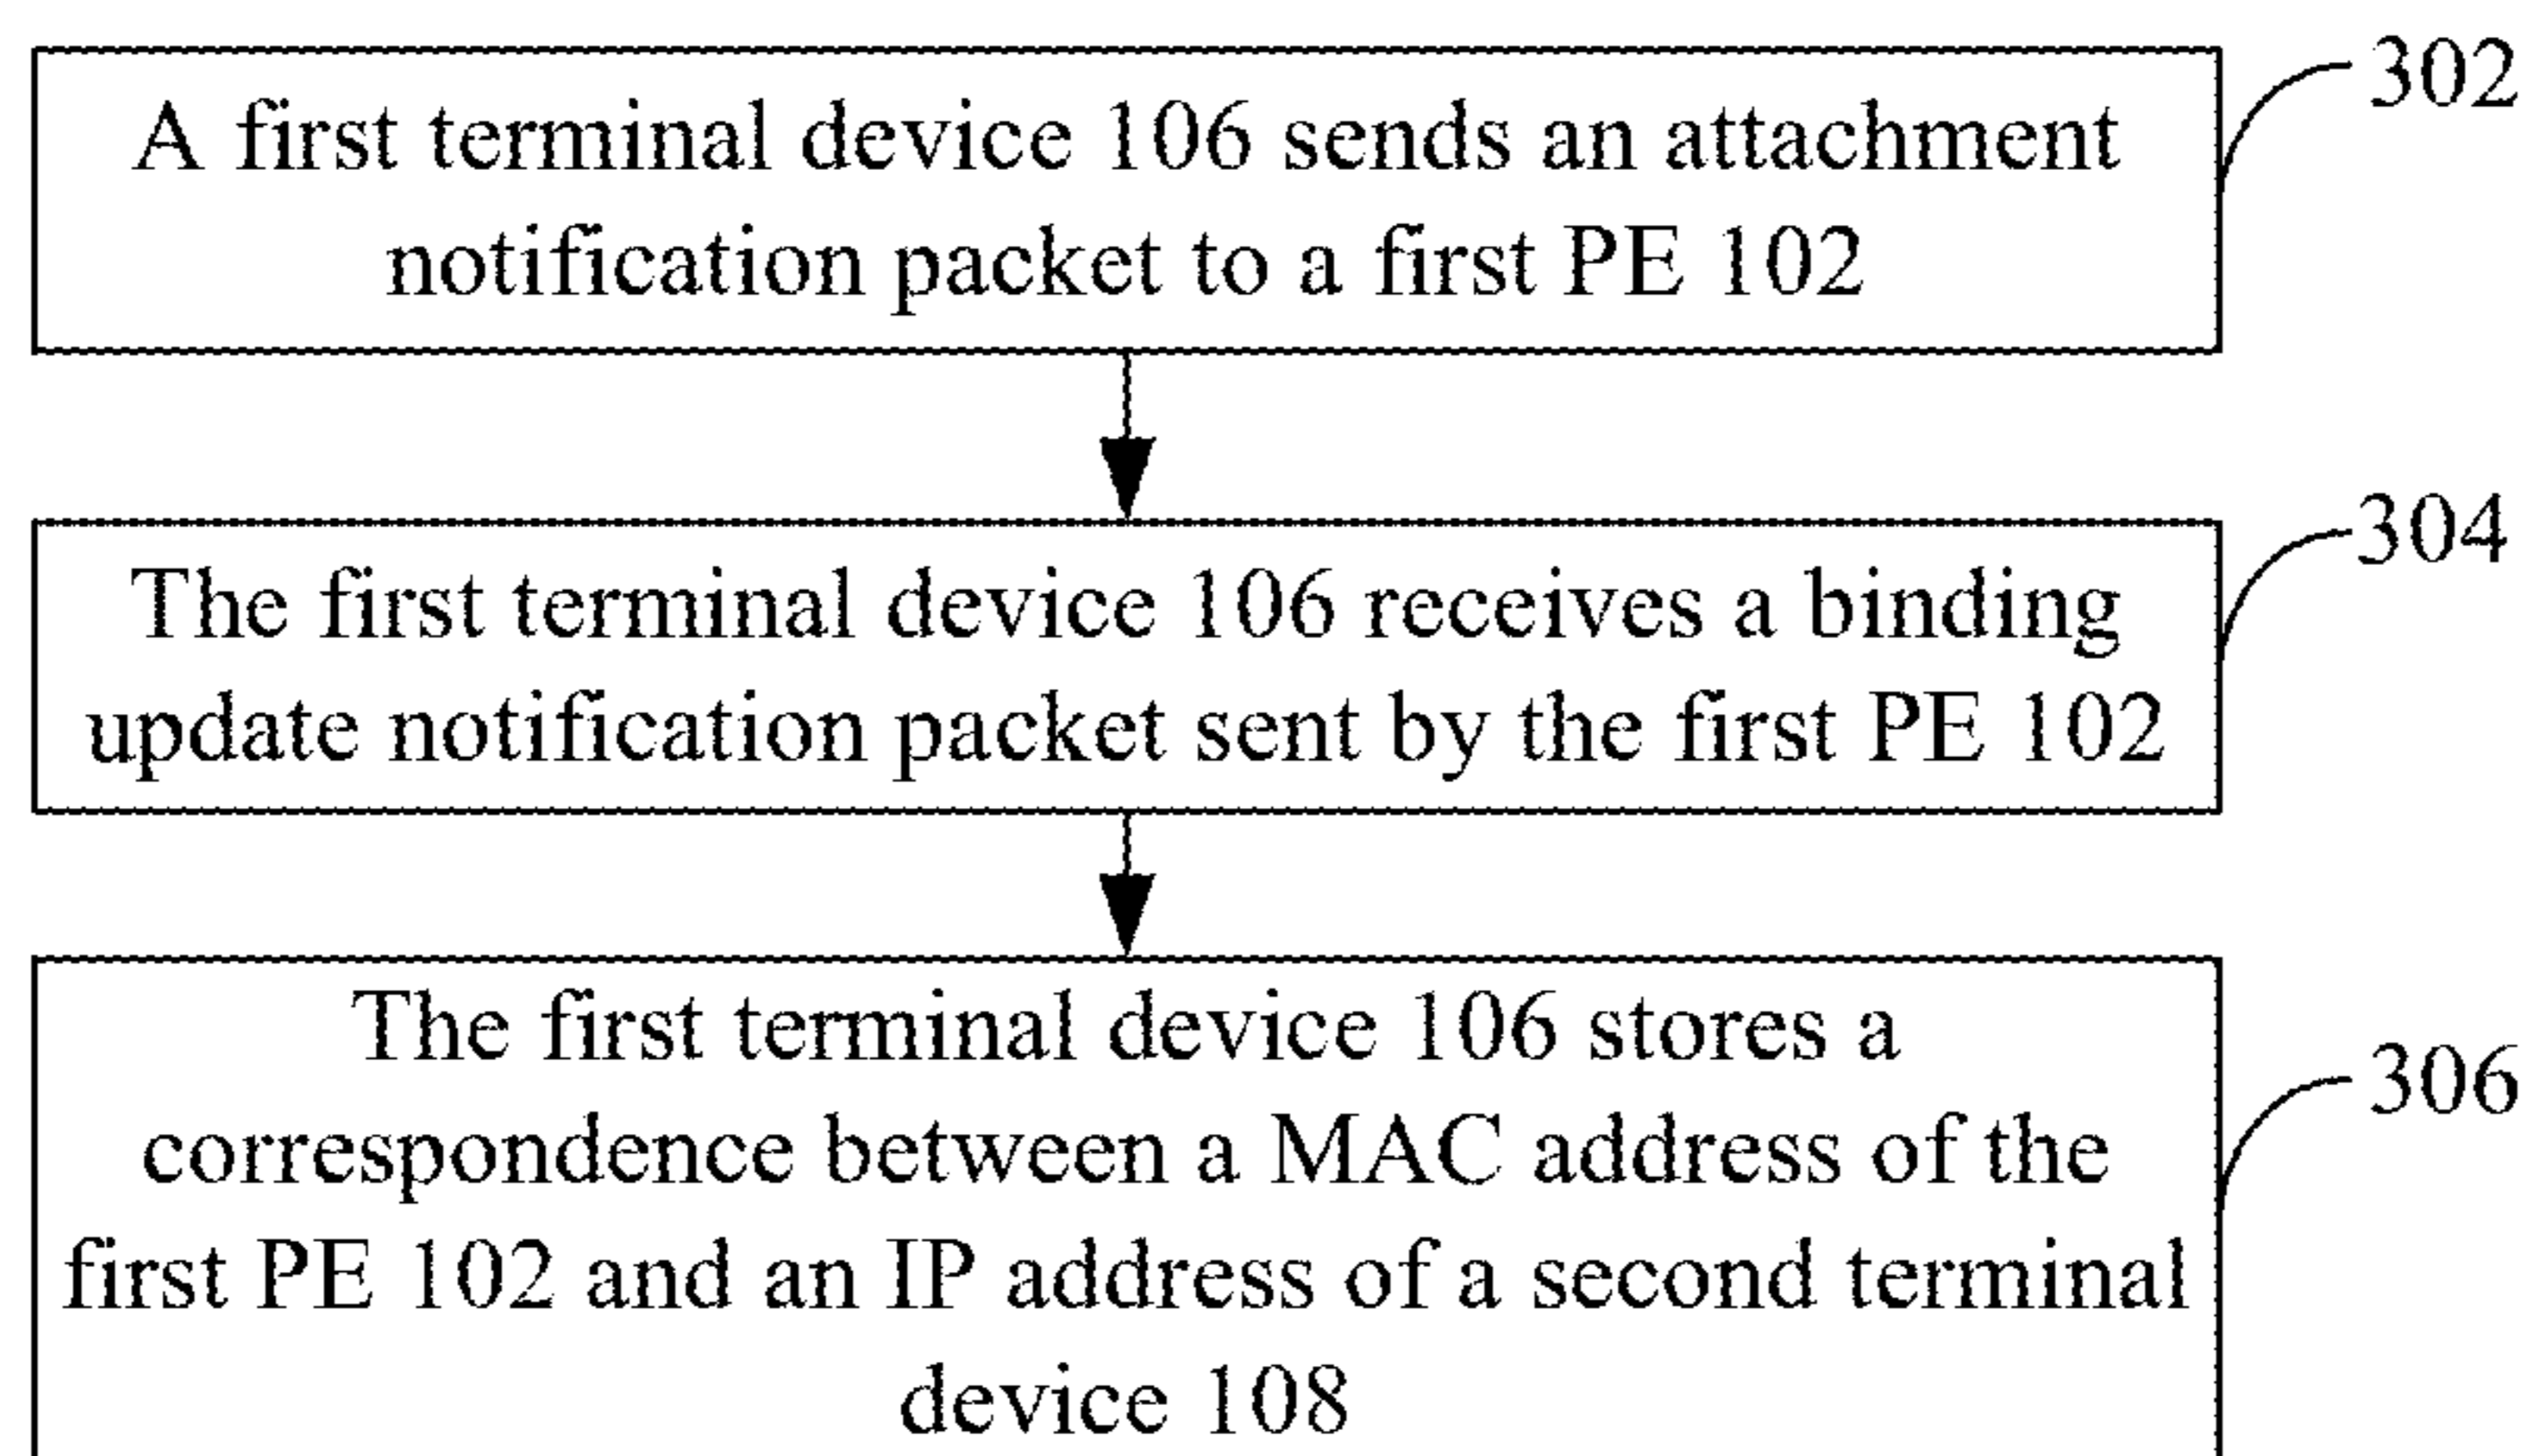 A first terminal device 106 sends an attachment
notification packet to a first PE 102
302
The first terminal device 106 receives a binding
update notification packet sent by the first PE 102
304
The first terminal device 106 stores a
correspondence between a MAC address of the
first PE 102 and an IP address of a second terminal
device 108
306